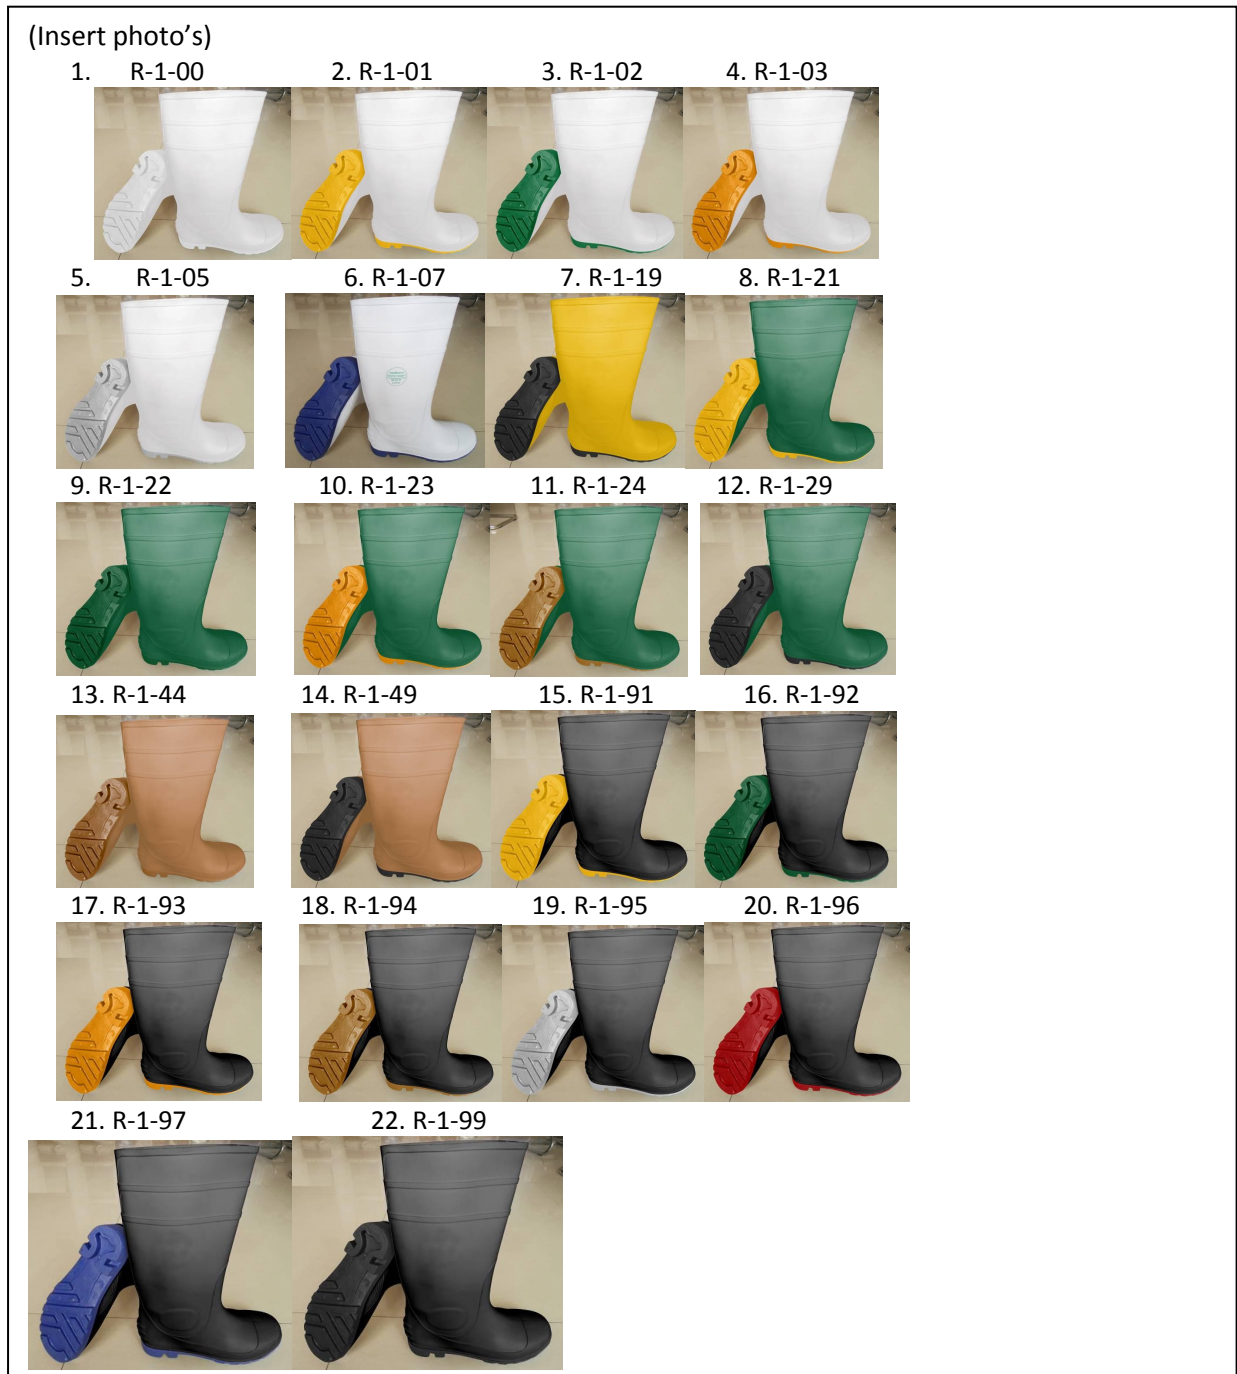 (Insert photo’s)
1. R-1-00 2. R-1-01 3. R-1-02 4. R-1-03
5. R-1-05 6. R-1-07 7. R-1-19 8. R-1-21
9. R-1-22 10. R-1-23 11. R-1-24 12. R-1-29
13. R-1-44 14. R-1-49 15. R-1-91 16. R-1-92
17. R-1-93 18. R-1-94 19. R-1-95 20. R-1-96
21. R-1-97 22. R-1-99